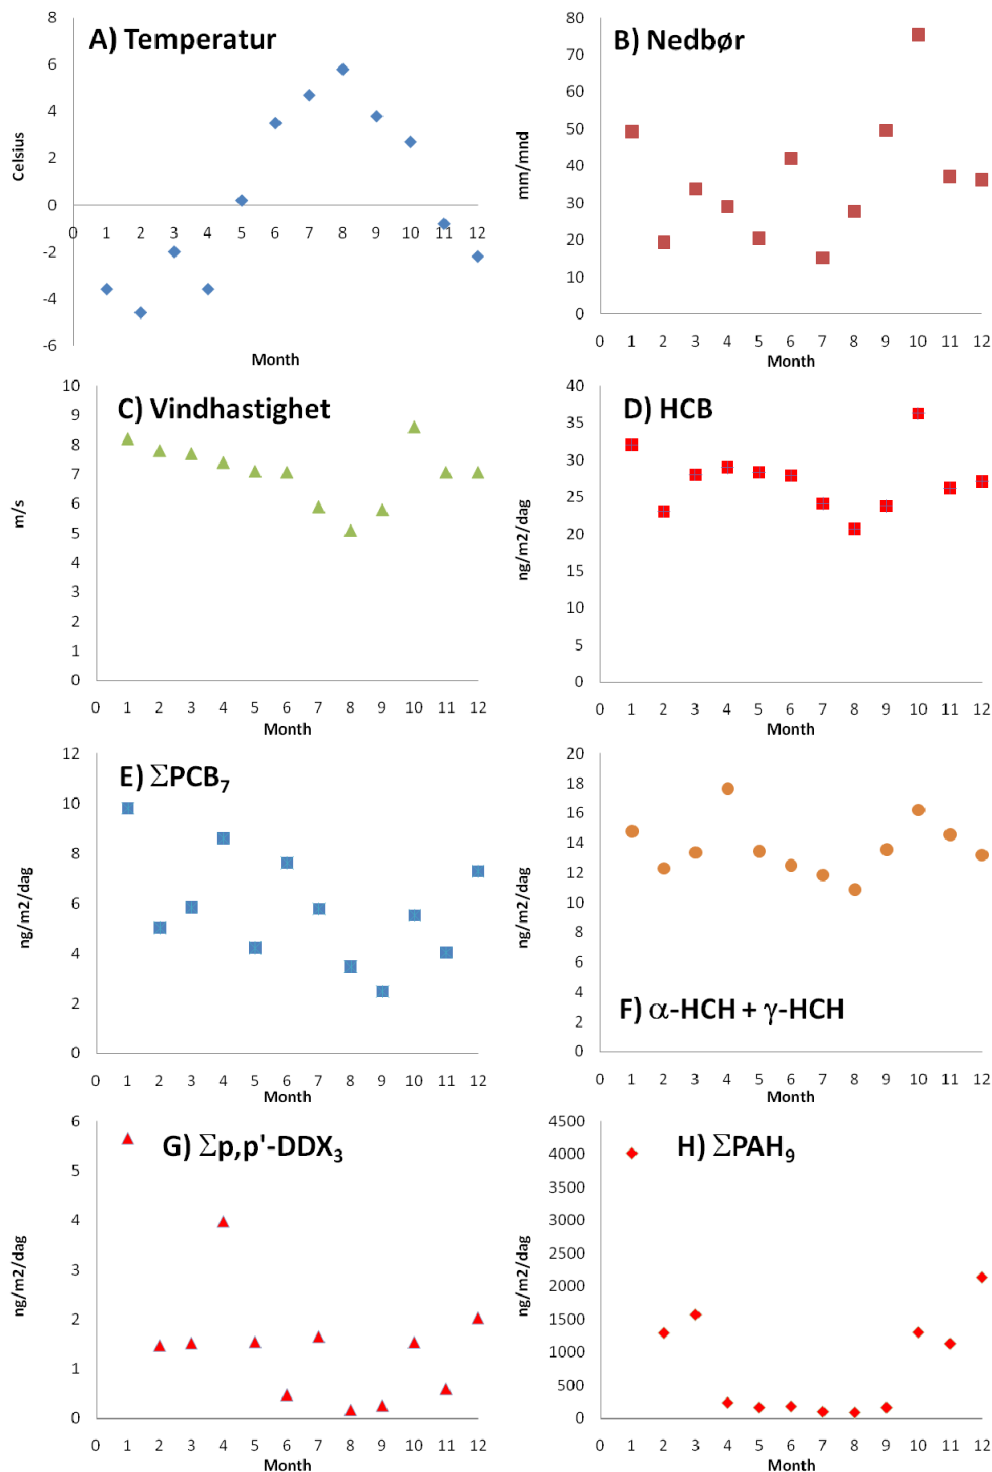 A) Temperatur
8
6
4
2
0
-2
-4
-6
Celsius
0 1 2 3 4 5 6 7 8 9 10 11 12
Month
B) Nedbør
80
70
60
50
40
30
20
10
0
mm/mnd
0 1 2 3 4 5 6 7 8 9 10 11 12
Month
C) Vindhastighet
10
9
8
7
6
5
4
3
2
1
0
m/s
0 1 2 3 4 5 6 7 8 9 10 11 12
Month
D) HCB
40
35
30
25
20
15
10
5
0
ng/m2/dag
0 1 2 3 4 5 6 7 8 9 10 11 12
Month
E) ΣPCB7
12
10
8
6
4
2
0
ng/m2/dag
0 1 2 3 4 5 6 7 8 9 10 11 12
Month
20
18
16
14
12
10
8
6
4
2
0
ng/m2/dag
F) α-HCH + γ-HCH
0 1 2 3 4 5 6 7 8 9 10 11 12
Month
G) Σp,p'-DDX3
6
5
4
3
2
1
0
ng/m2/dag
0 1 2 3 4 5 6 7 8 9 10 11 12
Month
H) ΣPAH9
4500
4000
3500
3000
2500
2000
1500
1000
500
0
ng/m2/dag
0 1 2 3 4 5 6 7 8 9 10 11 12
Month